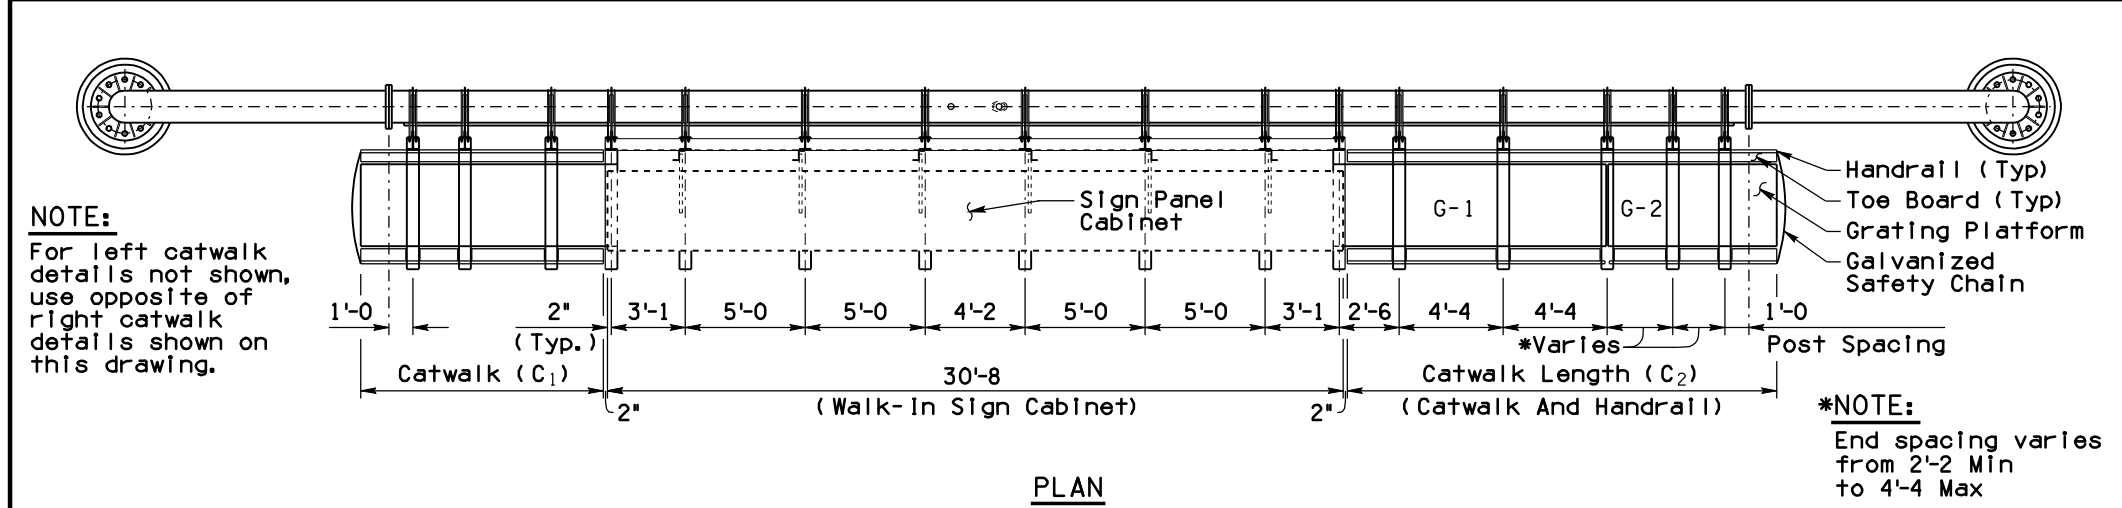 Handrail (Typ)
Toe Board (Typ)
Grating Platform
Galvanized
Safety Chain
Sign Panel
Cabinet
G-1
G-2
NOTE:
For left catwalk
details not shown,
use opposite of
right catwalk
details shown on
this drawing.
1'-0
2"
(Typ.)
3'-1
5'-0
5'-0
4'-2
5'-0
5'-0
3'-1
2'-6
4'-4
4'-4
*Varies
1'-0
Post Spacing
Catwalk (C1)
2"
30'-8
(Walk-In Sign Cabinet)
2"
Catwalk Length (C2)
(Catwalk And Handrail)
*NOTE:
End spacing varies
from 2'-2 Min
to 4'-4 Max
PLAN